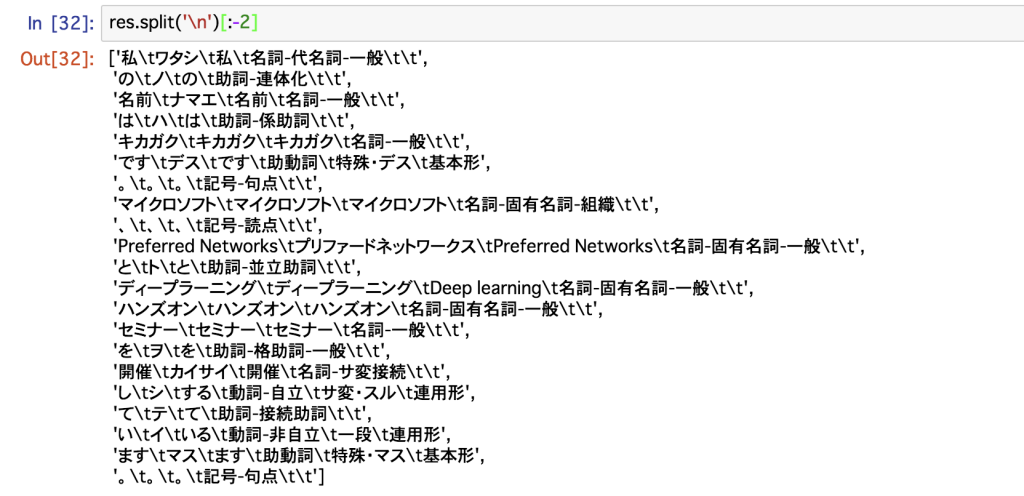 In [32]: res.split('\n')[:-2]
Out[32]: ['私\tワタシ\t私\t名詞-代名詞-一般\t\t',
'の\tノ\tの\t助詞-連体化\t\t',
'名前\tナマエ\t名前\t名詞-一般\t\t',
'は\tハ\tは\t助詞-係助詞\t\t',
'キカガク\tキカガク\tキカガク\t名詞-一般\t\t',
'です\tデス\tです\t助動詞\t特殊・デス\t基本形',
'。\t。\t。\t記号-句点\t\t',
'マイクロソフト\tマイクロソフト\tマイクロソフト\t名詞-固有名詞-組織\t\t',
'、\t、\t、\t記号-読点\t\t',
'Preferred Networks\tプリファードネットワークス\tPreferred Networks\t名詞-固有名詞-一般\t\t',
'と\tト\tと\t助詞-並立助詞\t\t',
'ディープラーニング\tディープラーニング\tDeep learning\t名詞-固有名詞-一般\t\t',
'ハンズオン\tハンズオン\tハンズオン\t名詞-固有名詞-一般\t\t',
'セミナー\tセミナー\tセミナー\t名詞-一般\t\t',
'を\tヲ\tを\t助詞-格助詞-一般\t\t',
'開催\tカイサイ\t開催\t名詞-サ変接続\t\t',
'し\tシ\tする\t動詞-自立\tサ変・スル\t連用形',
'て\tテ\tて\t助詞-接続助詞\t\t',
'い\tイ\tいる\t動詞-非自立\t一段\t連用形',
'ます\tマス\tます\t助動詞\t特殊・マス\t基本形',
'。\t。\t。\t記号-句点\t\t']